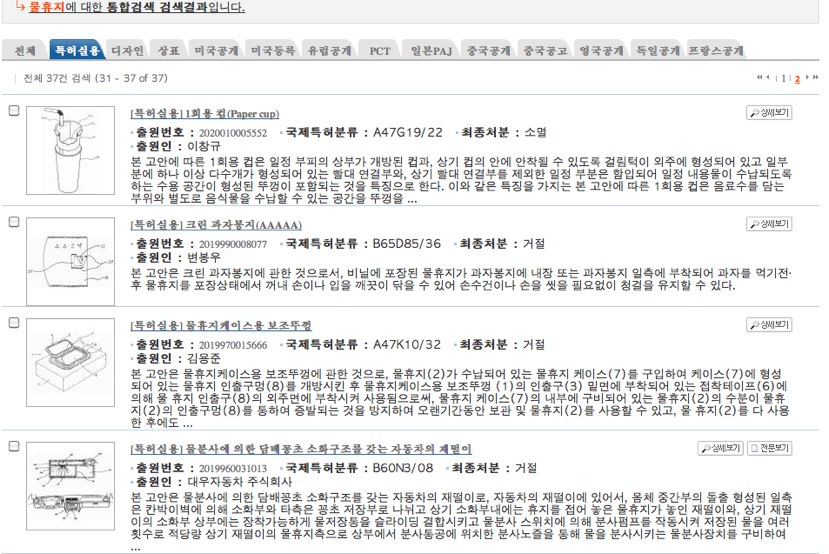 물휴지에 대한 통합검색 검색결과입니다.
전체 특허실용 디자인 상표 미국공개 미국등록 유럽공개 PCT 일본PAJ 중국공개 중국공고 영국공개 독일공개 프랑스공개
전체 37건 검색 (31 - 37 of 37)
1 | 2
[특허실용] 1회용 컵(Paper cup)
상세보기
출원번호 : 2020010005552 국제특허분류 : A47G19/22 최종처분 : 소멸
출원인 : 이창규
본 고안에 따른 1회용 컵은 일정 부피의 상부가 개방된 컵과, 상기 컵의 안에 안착될 수 있도록 걸림턱이 외주에 형성되어 있고 일부
분에 하나 이상 다수개가 형성되어 있는 빨대 연결부와, 상기 빨대 연결부를 제외한 일정 부분은 함입되어 일정 내용물이 수납되도록
하는 수용 공간이 형성된 뚜껑이 포함되는 것을 특징으로 한다. 이와 같은 특징을 가지는 본 고안에 따른 1회용 컵은 음료수를 담는
부위와 별도로 음식물을 수납할 수 있는 공간을 뚜껑을 ...
[특허실용] 크린 과자봉지(AAAAA)
상세보기
출원번호 : 2019990008077 국제특허분류 : B65D85/36 최종처분 : 거절
출원인 : 변봉우
본 고안은 크린 과자봉지에 관한 것으로서, 비닐에 포장된 물휴지가 과자봉지에 내장 또는 과자봉지 일측에 부착되어 과자를 먹기전·
후 물휴지를 포장상태에서 꺼내 손이나 입을 깨끗이 닦을 수 있어 손수건이나 손을 씻을 필요없이 청결을 유지할 수 있다.
[특허실용] 물휴지케이스용 보조뚜껑
상세보기
출원번호 : 2019970015666 국제특허분류 : A47K10/32 최종처분 : 거절
출원인 : 김용준
본 고안은 물휴지케이스용 보조뚜껑에 관한 것으로, 물휴지(2)가 수납되어 있는 물휴지 케이스(7)를 구입하여 케이스(7)에 형성
되어 있는 물휴지 인출구멍(8)를 개방시킨 후 물휴지케이스용 보조뚜껑 (1)의 인출구(3) 밑면에 부착되어 있는 접착테이프(6)에
의해 물 휴지 인출구(8)의 외주면에 부착시켜 사용됨으로써, 물휴지 케이스(7)의 내부에 구비되어 있는 물휴지(2)의 수분이 물휴
지(2)의 인출구멍(8)를 통하여 증발되는 것을 방지하여 오랜기간동안 보관 및 물휴지(2)를 사용할 수 있고, 물 휴지(2)를 다 사용
한 후에도 ...
[특허실용] 물분사에 의한 담배꽁초 소화구조를 갖는 자동차의 재떨이
상세보기 전문보기
출원번호 : 2019960031013 국제특허분류 : B60N3/08 최종처분 : 거절
출원인 : 대우자동차 주식회사
본 고안은 물분사에 의한 담배꽁초 소화구조를 갖는 자동차의 재떨이로, 자동차의 재떨이에 있어서, 몸체 중간부의 돌출 형성된 일측
은 칸막이벽에 의해 소화부와 타측은 꽁초 저장부로 나뉘고 상기 소화부내에는 휴지를 접어 놓은 물휴지가 놓인 재떨이와, 상기 재떨
이의 소화부 상부에는 장착가능하게 물저장통을 슬라이딩 결합시키고 물분사 스위치에 의해 분사펌프를 작동시켜 저장된 물을 여러
횟수로 적당량 상기 재떨이의 물휴지측으로 상부에서 분사통공에 위치한 분사노즐을 통해 물을 분사시키는 물분사장치를 구비하여
...